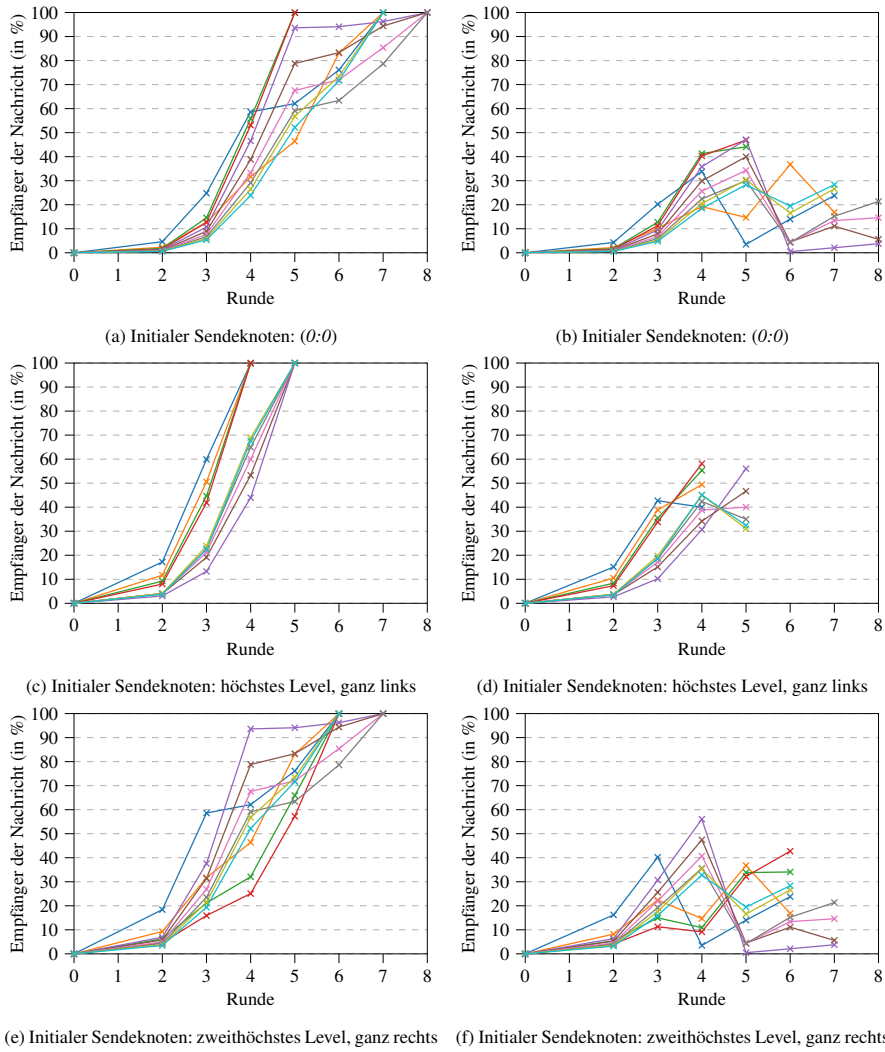 Empfänger der Nachricht (in %)
100
90
80
70
60
50
40
30
20
10
0
0 1 2 3 4 5 6 7 8
Runde
(a) Initialer Sendeknoten: (0:0)
Empfänger der Nachricht (in %)
100
90
80
70
60
50
40
30
20
10
0
0 1 2 3 4 5 6 7 8
Runde
(b) Initialer Sendeknoten: (0:0)
Empfänger der Nachricht (in %)
100
90
80
70
60
50
40
30
20
10
0
0 1 2 3 4 5 6 7 8
Runde
(c) Initialer Sendeknoten: höchstes Level, ganz links
Empfänger der Nachricht (in %)
100
90
80
70
60
50
40
30
20
10
0
0 1 2 3 4 5 6 7 8
Runde
(d) Initialer Sendeknoten: höchstes Level, ganz links
Empfänger der Nachricht (in %)
100
90
80
70
60
50
40
30
20
10
0
0 1 2 3 4 5 6 7 8
Runde
(e) Initialer Sendeknoten: zweithöchstes Level, ganz rechts
Empfänger der Nachricht (in %)
100
90
80
70
60
50
40
30
20
10
0
0 1 2 3 4 5 6 7 8
Runde
(f) Initialer Sendeknoten: zweithöchstes Level, ganz rechts